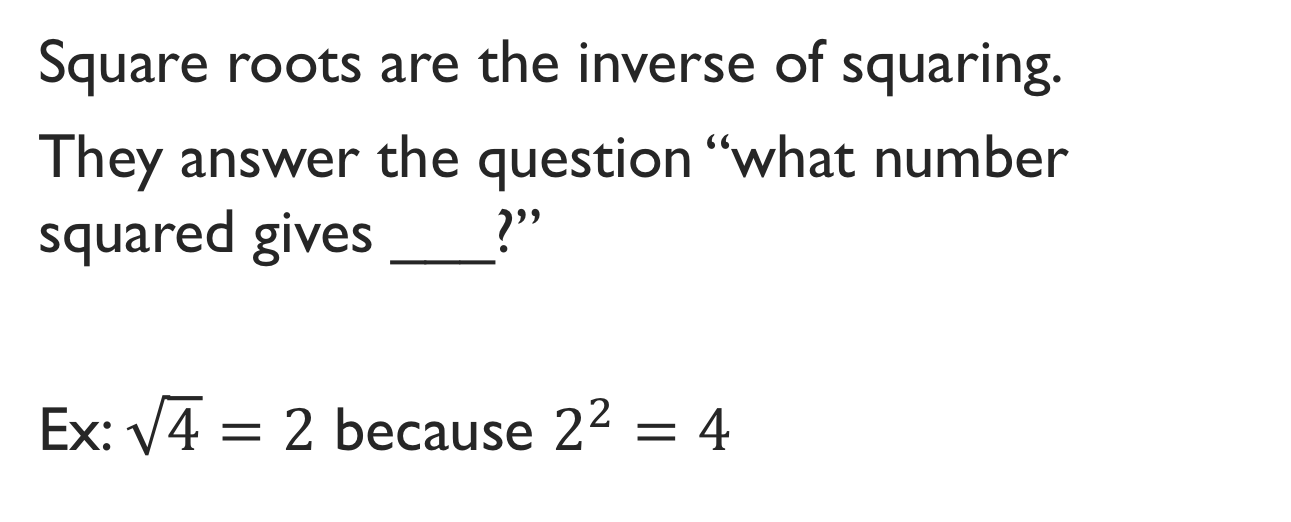 Square roots are the inverse of squaring.
They answer the question “what number
squared gives ___?”
Ex: √4 = 2 because 2² = 4